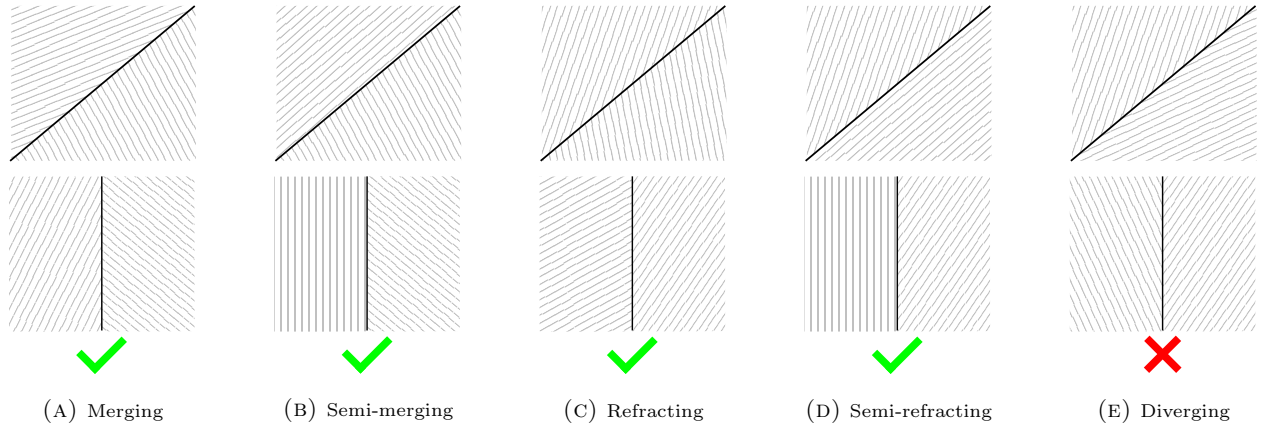 (A) Merging
(B) Semi-merging
(C) Refracting
(D) Semi-refracting
(E) Diverging